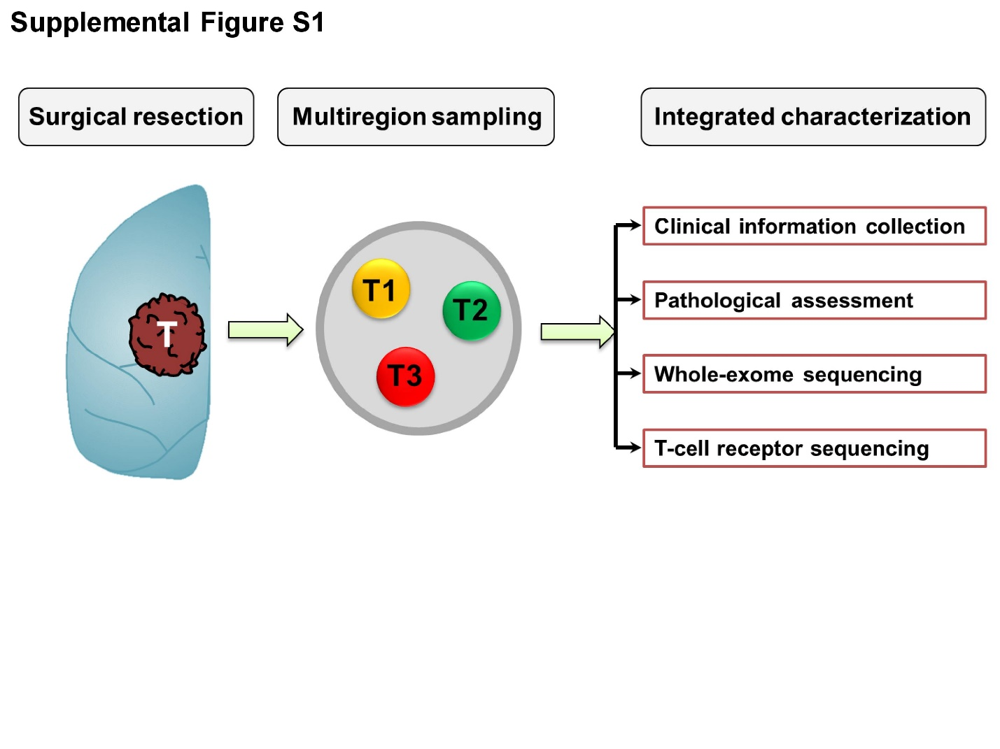 Supplemental Figure S1
Surgical resection
Multiregion sampling
Integrated characterization
T
T1
T2
T3
Clinical information collection
Pathological assessment
Whole-exome sequencing
T-cell receptor sequencing